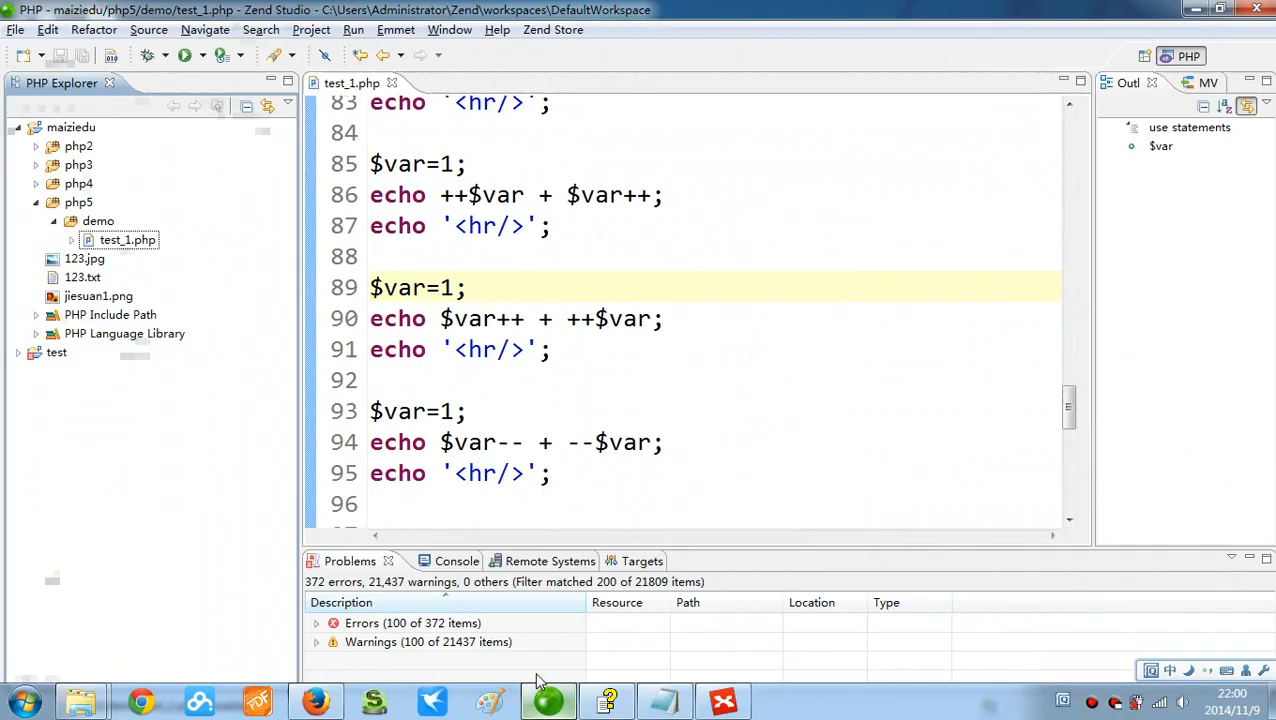 PHP - maiziedu/php5/demo/test_1.php - Zend Studio - C:\Users\Administrator\Zend\workspaces\DefaultWorkspace
File Edit Refactor Source Navigate Search Project Run Emmet Window Help Zend Store
PHP
PHP Explorer
maiziedu
php2
php3
php4
php5
demo
test_1.php
123.jpg
123.txt
jiesuan1.png
PHP Include Path
PHP Language Library
test
test_1.php
83 echo '<hr/>';
84
85 $var=1;
86 echo ++$var + $var++;
87 echo '<hr/>';
88
89 $var=1;
90 echo $var++ + ++$var;
91 echo '<hr/>';
92
93 $var=1;
94 echo $var-- + --$var;
95 echo '<hr/>';
96
Outl MV
use statements
$var
Problems Console Remote Systems Targets
372 errors, 21,437 warnings, 0 others (Filter matched 200 of 21809 items)
Description Resource Path Location Type
Errors (100 of 372 items)
Warnings (100 of 21437 items)
中
PDF
22:00
2014/11/9